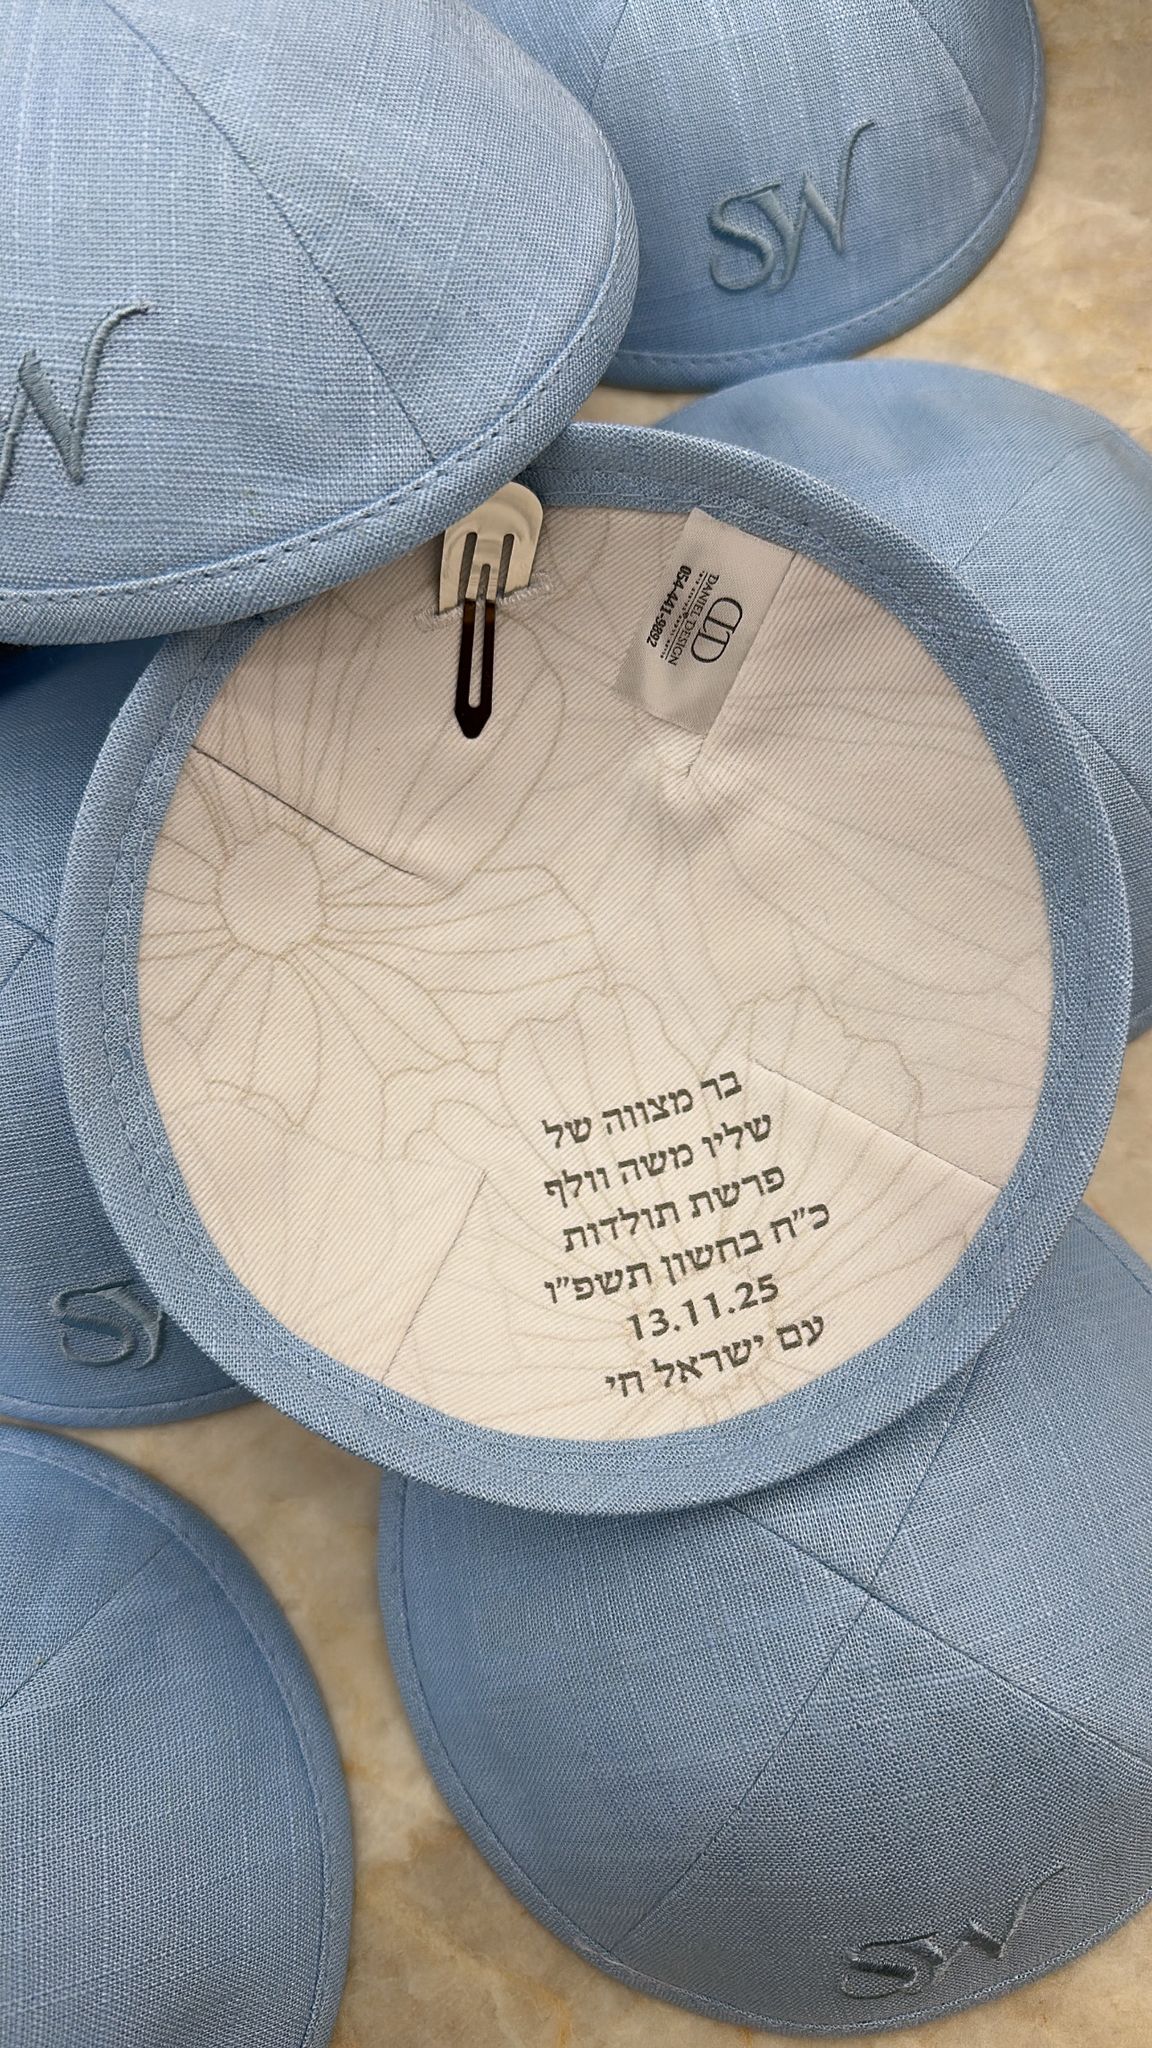 W
S.W
DD
DANIEL DESIGN
054-441-9892
בר מצווה של
שליו משה וולף
פרשת תולדות
כ"ח בחשון תשפ"ו
13.11.25
עם ישראל חי
S.W
S.W